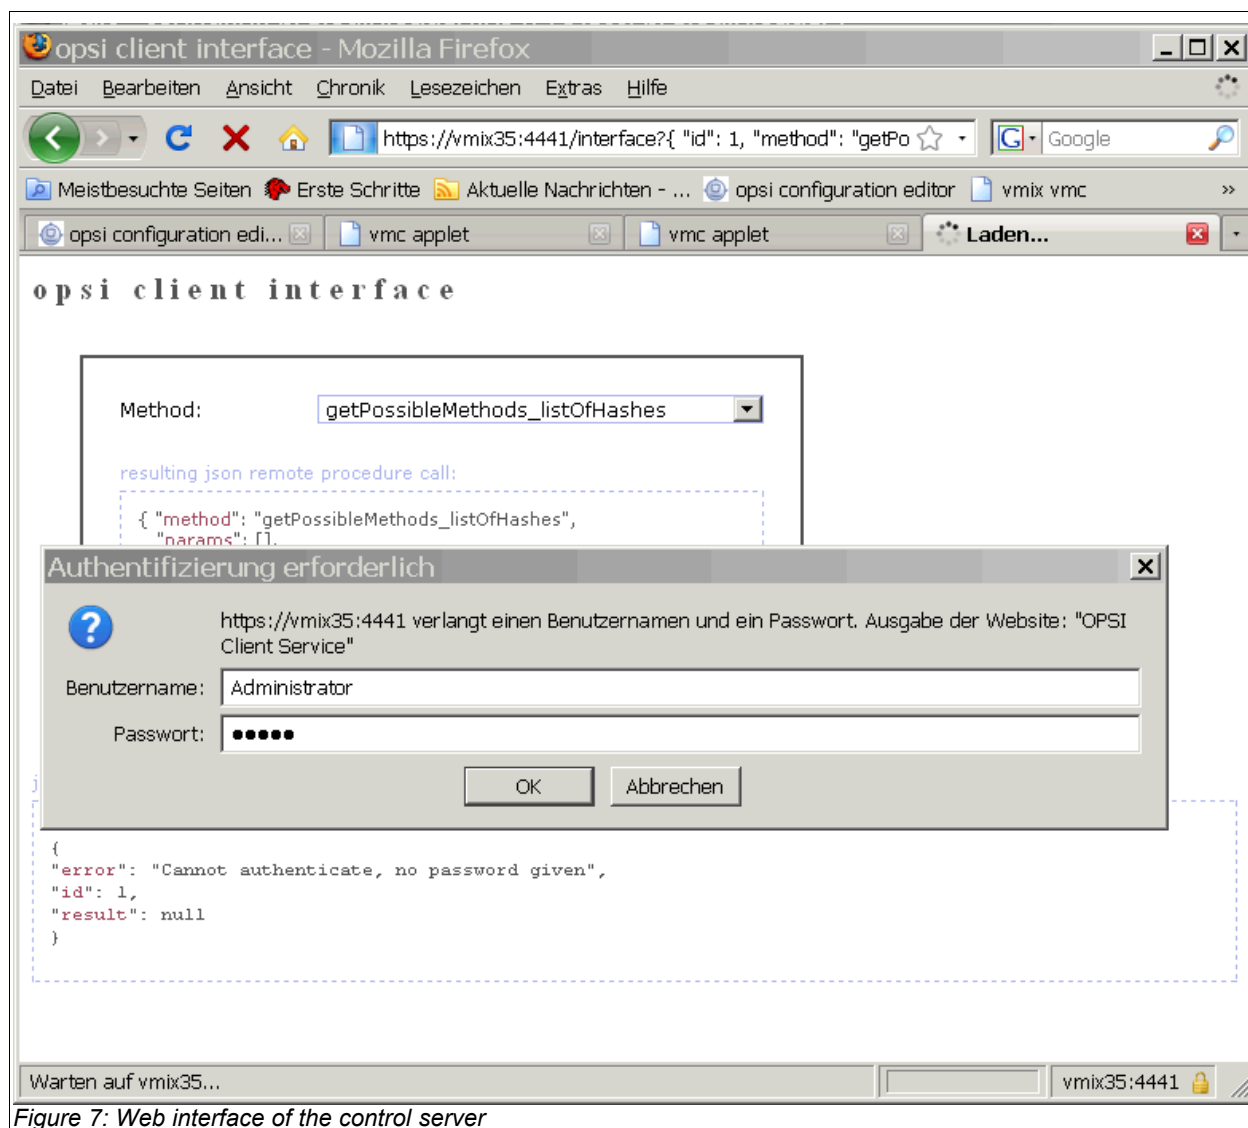 opsi client interface - Mozilla Firefox
Datei Bearbeiten Ansicht Chronik Lesezeichen Extras Hilfe
https://vmix35:4441/interface?{ "id": 1, "method": "getPo
Google
Meistbesuchte Seiten Erste Schritte Aktuelle Nachrichten - ... opsi configuration editor vmix vmc »
opsi configuration edi... vmc applet vmc applet Laden...
opsi client interface
Method: getPossibleMethods_listOfHashes
resulting json remote procedure call:
{ "method": "getPossibleMethods_listOfHashes",
"params": [],
Authentifizierung erforderlich
https://vmix35:4441 verlangt einen Benutzernamen und ein Passwort. Ausgabe der Website: "OPSI
Client Service"
Benutzername: Administrator
Passwort: ●●●●●
OK Abbrechen
{
"error": "Cannot authenticate, no password given",
"id": 1,
"result": null
}
Warten auf vmix35...
vmix35:4441
Figure 7: Web interface of the control server